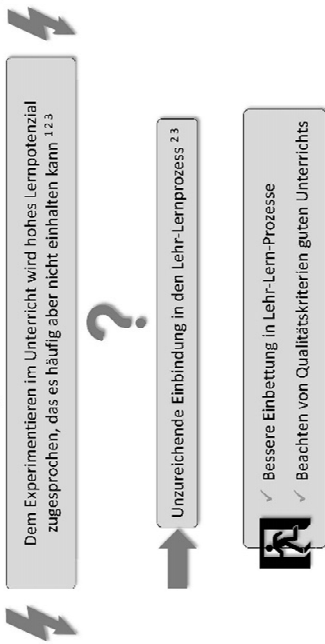 Dem Experimentieren im Unterricht wird hohes Lernpotenzial
zugesprochen, das es häufig aber nicht einhalten kann 1 2 3
?
Unzureichende Einbindung in den Lehr-Lernprozess 2 3
✓ Bessere Einbettung in Lehr-Lern-Prozesse
✓ Beachten von Qualitätskriterien guten Unterrichts